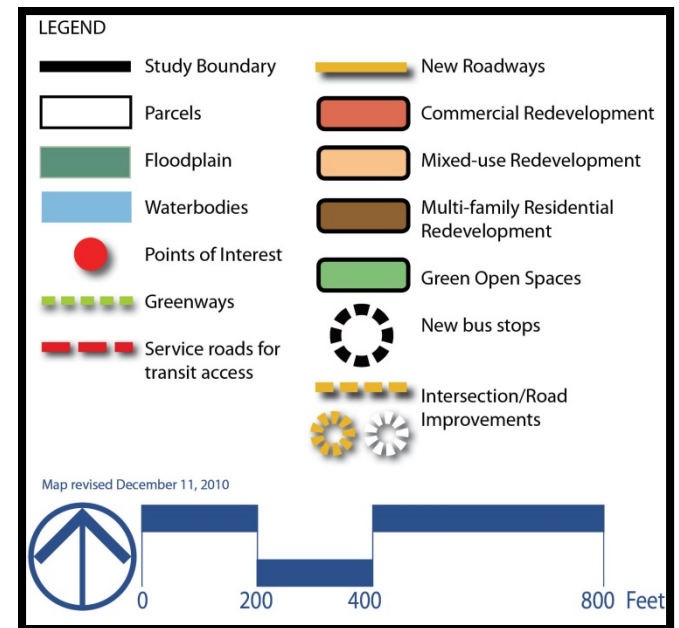 LEGEND
Study Boundary
Parcels
Floodplain
Waterbodies
Points of Interest
Greenways
Service roads for
transit access
New Roadways
Commercial Redevelopment
Mixed-use Redevelopment
Multi-family Residential
Redevelopment
Green Open Spaces
New bus stops
Intersection/Road
Improvements
Map revised December 11, 2010
0 200 400 800 Feet